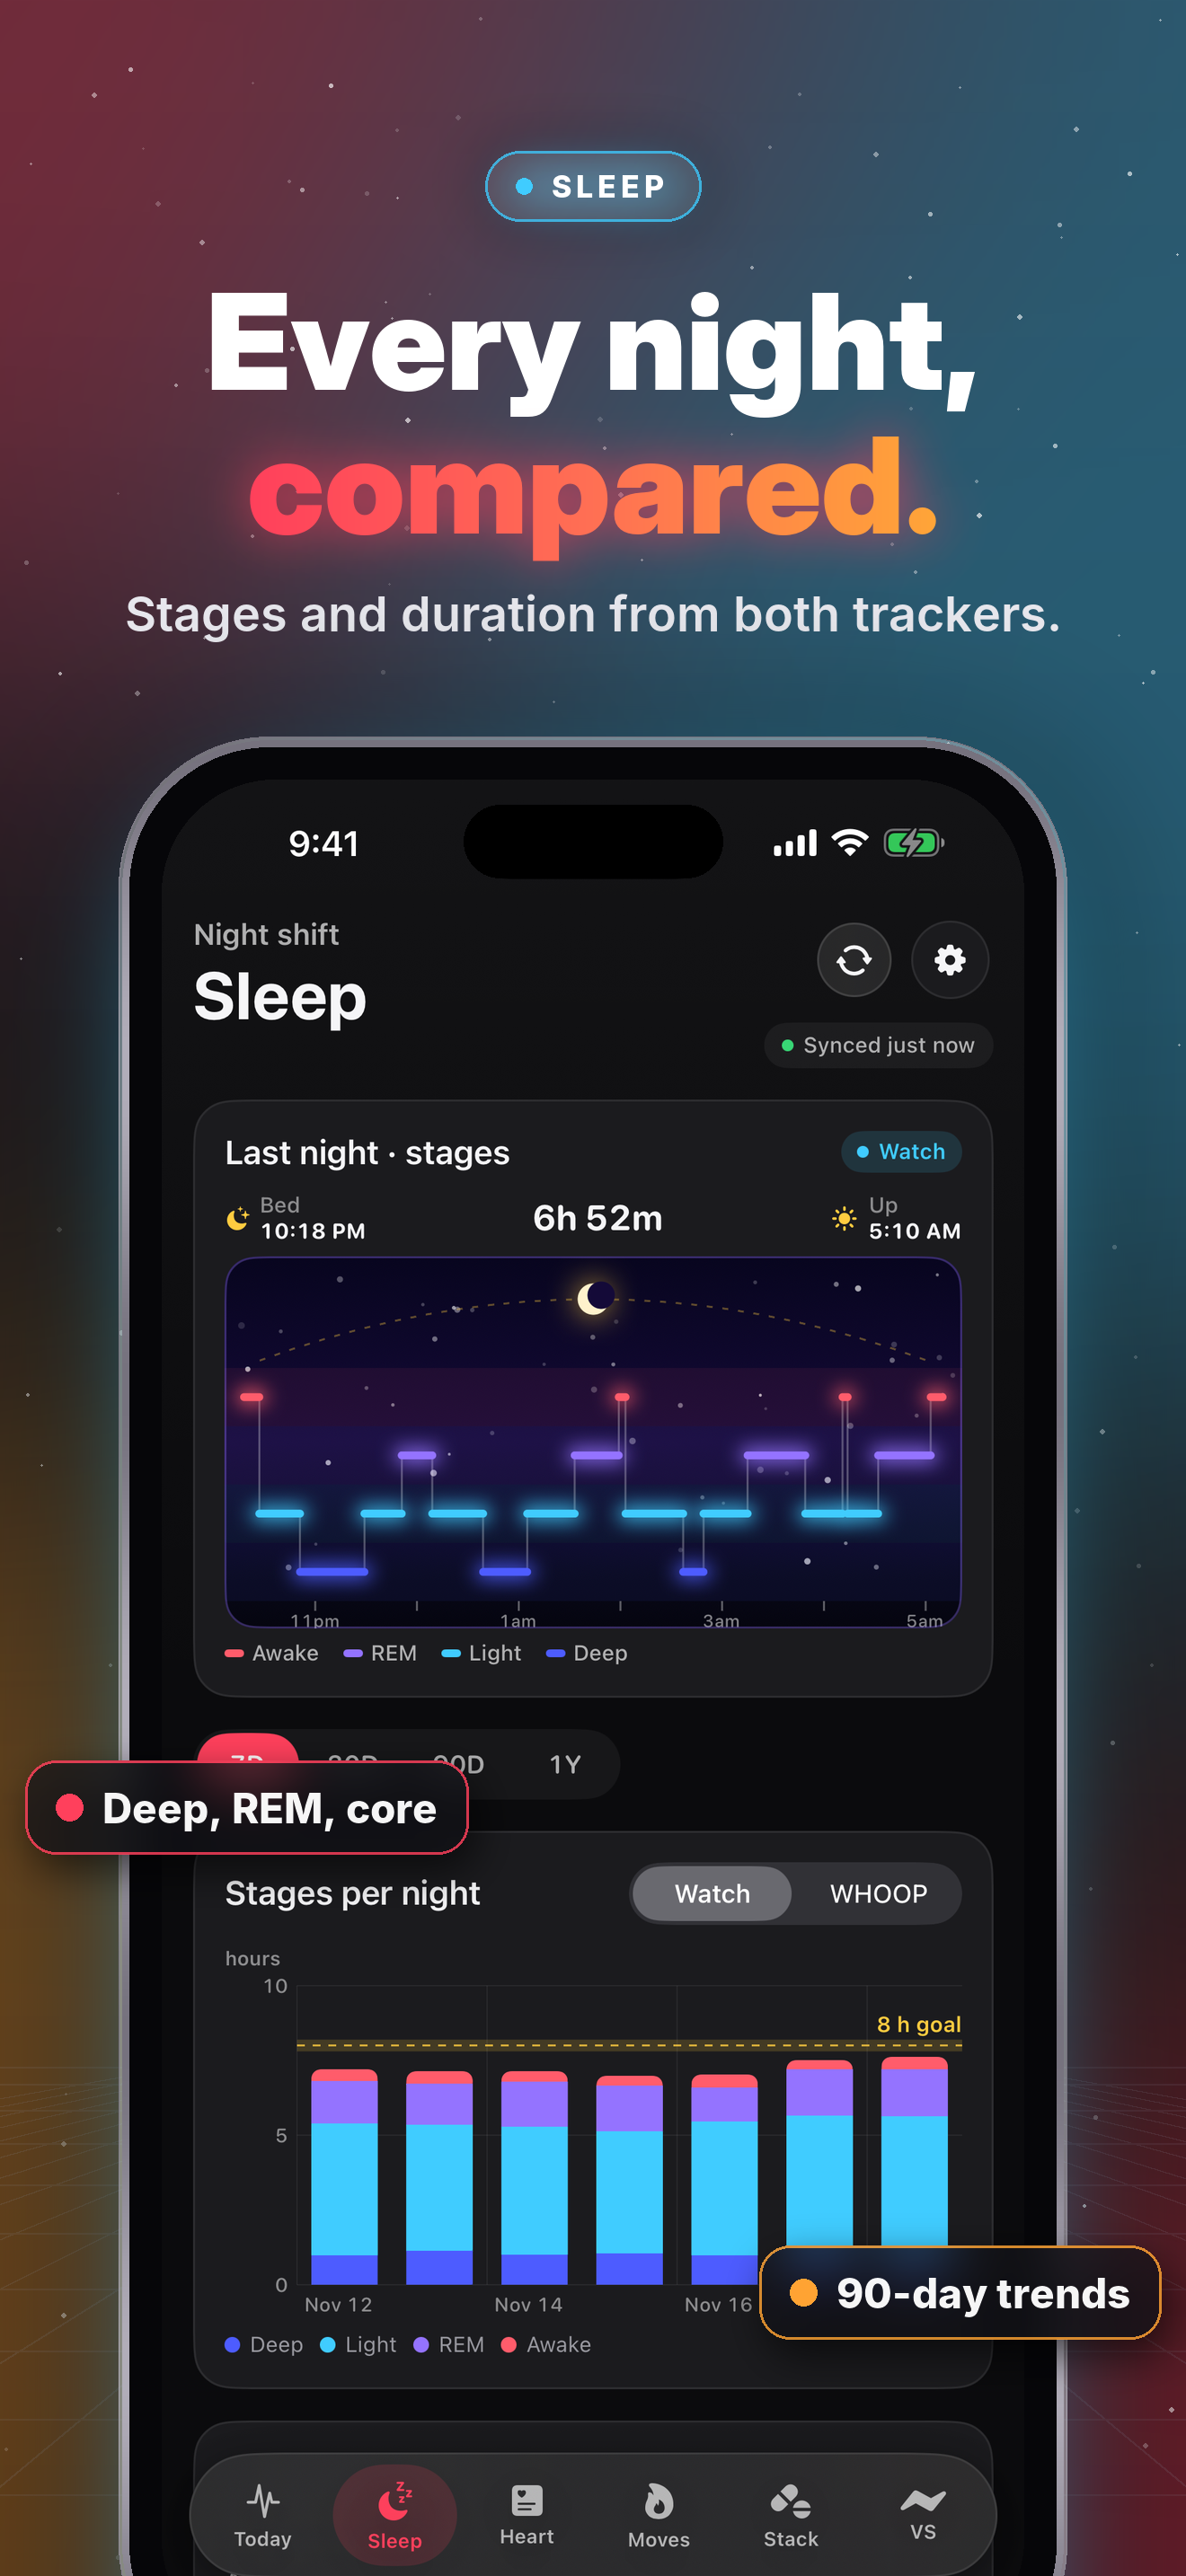 SLEEP
Every night,
compared.
Stages and duration from both trackers.
9:41
Night shift
Sleep
Synced just now
Last night · stages
Watch
Bed
10:18 PM
6h 52m
Up
5:10 AM
11pm 1am 3am 5am
Awake REM Light Deep
1Y
Deep, REM, core
Stages per night
Watch WHOOP
hours
10
8 h goal
5
0
Nov 12 Nov 14 Nov 16
90-day trends
Deep Light REM Awake
Today Sleep Heart Moves Stack VS